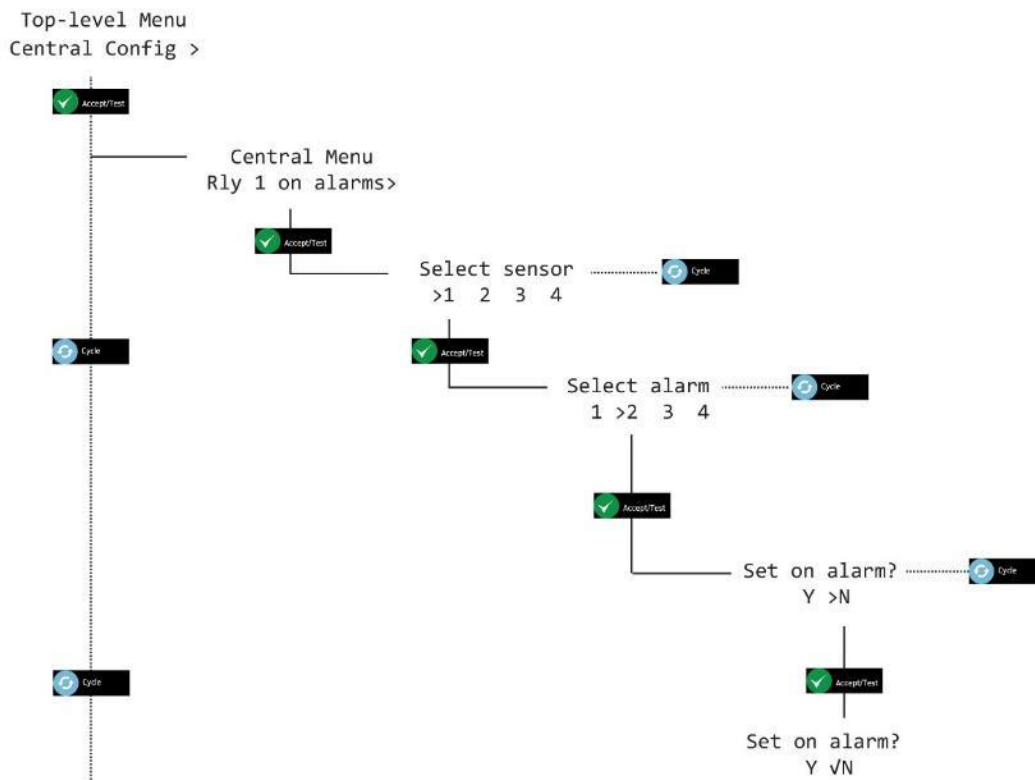 Top-level Menu
Central Config >
Accept/Test
Central Menu
Rly 1 on alarms>
Accept/Test
Select sensor
>1 2 3 4
Cycle
Cycle
Accept/Test
Select alarm
1 >2 3 4
Cycle
Accept/Test
Set on alarm?
Y >N
Cycle
Cycle
Accept/Test
Set on alarm?
Y √N